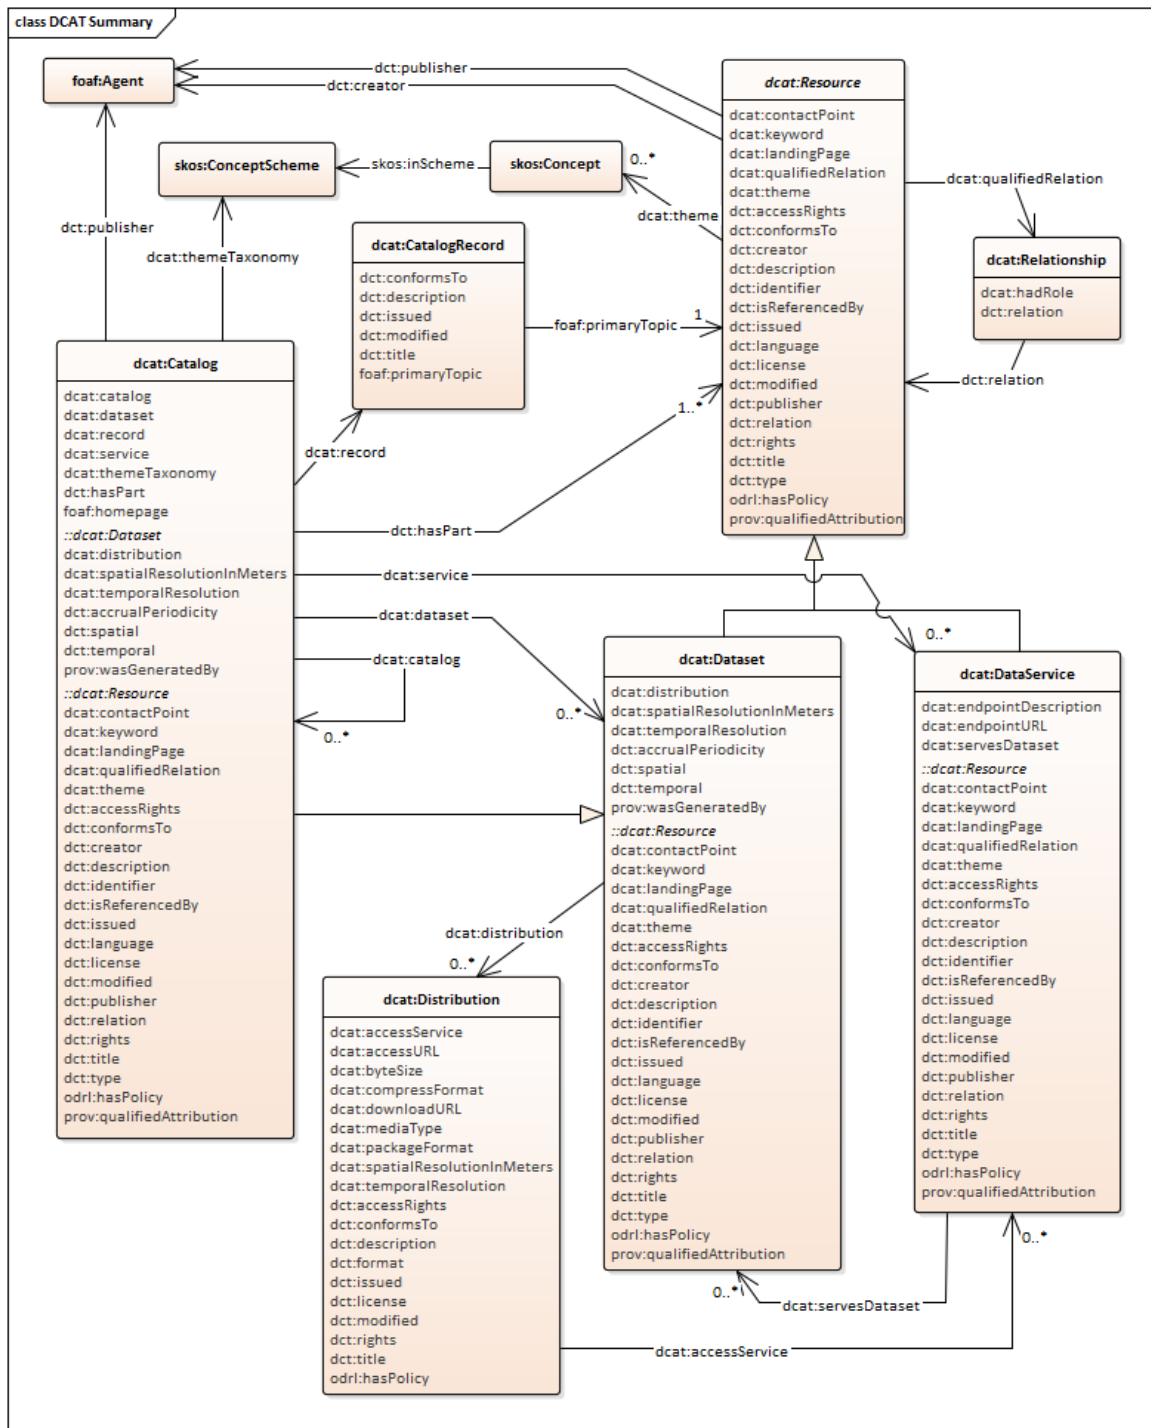 class DCAT Summary
foaf:Agent
dct:publisher
dct:creator
dcat:Resource
dcat:contactPoint
dcat:keyword
dcat:landingPage
dcat:qualifiedRelation
dcat:theme
dct:accessRights
dct:conformsTo
dct:creator
dct:description
dct:identifier
dct:isReferencedBy
dct:issued
dct:language
dct:license
dct:modified
dct:publisher
dct:relation
dct:rights
dct:title
dct:type
odrl:hasPolicy
prov:qualifiedAttribution
skos:ConceptScheme
skos:inScheme
skos:Concept
0..*
dcat:theme
dcat:qualifiedRelation
dcat:Relationship
dcat:hadRole
dct:relation
dct:relation
dct:publisher
dcat:themeTaxonomy
dcat:CatalogRecord
dct:conformsTo
dct:description
dct:issued
dct:modified
dct:title
foaf:primaryTopic
foaf:primaryTopic
1
dcat:Catalog
dcat:catalog
dcat:dataset
dcat:record
dcat:service
dcat:themeTaxonomy
dct:hasPart
foaf:homepage
::dcat:Dataset
dcat:distribution
dcat:spatialResolutionInMeters
dcat:temporalResolution
dct:accrualPeriodicity
dct:spatial
dct:temporal
prov:wasGeneratedBy
::dcat:Resource
dcat:contactPoint
dcat:keyword
dcat:landingPage
dcat:qualifiedRelation
dcat:theme
dct:accessRights
dct:conformsTo
dct:creator
dct:description
dct:identifier
dct:isReferencedBy
dct:issued
dct:language
dct:license
dct:modified
dct:publisher
dct:relation
dct:rights
dct:title
dct:type
odrl:hasPolicy
prov:qualifiedAttribution
dcat:record
1..*
dct:hasPart
dcat:service
0..*
dcat:dataset
0..*
dcat:catalog
0..*
dcat:Dataset
dcat:distribution
dcat:spatialResolutionInMeters
dcat:temporalResolution
dct:accrualPeriodicity
dct:spatial
dct:temporal
prov:wasGeneratedBy
::dcat:Resource
dcat:contactPoint
dcat:keyword
dcat:landingPage
dcat:qualifiedRelation
dcat:theme
dct:accessRights
dct:conformsTo
dct:creator
dct:description
dct:identifier
dct:isReferencedBy
dct:issued
dct:language
dct:license
dct:modified
dct:publisher
dct:relation
dct:rights
dct:title
dct:type
odrl:hasPolicy
prov:qualifiedAttribution
dcat:DataService
dcat:endpointDescription
dcat:endpointURL
dcat:servesDataset
::dcat:Resource
dcat:contactPoint
dcat:keyword
dcat:landingPage
dcat:qualifiedRelation
dcat:theme
dct:accessRights
dct:conformsTo
dct:creator
dct:description
dct:identifier
dct:isReferencedBy
dct:issued
dct:language
dct:license
dct:modified
dct:publisher
dct:relation
dct:rights
dct:title
dct:type
odrl:hasPolicy
prov:qualifiedAttribution
dcat:distribution
0..*
dcat:Distribution
dcat:accessService
dcat:accessURL
dcat:byteSize
dcat:compressFormat
dcat:downloadURL
dcat:mediaType
dcat:packageFormat
dcat:spatialResolutionInMeters
dcat:temporalResolution
dct:accessRights
dct:conformsTo
dct:description
dct:format
dct:issued
dct:license
dct:modified
dct:rights
dct:title
odrl:hasPolicy
0..*
dcat:servesDataset
0..*
dcat:accessService